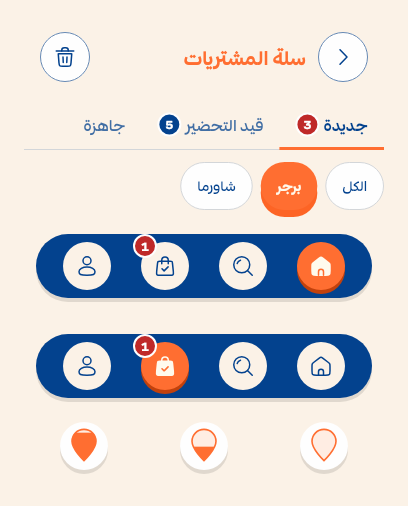 سلة المشتريات
جديدة 3 قيد التحضير 5 جاهزة
الكل برجر شاورما
1
1